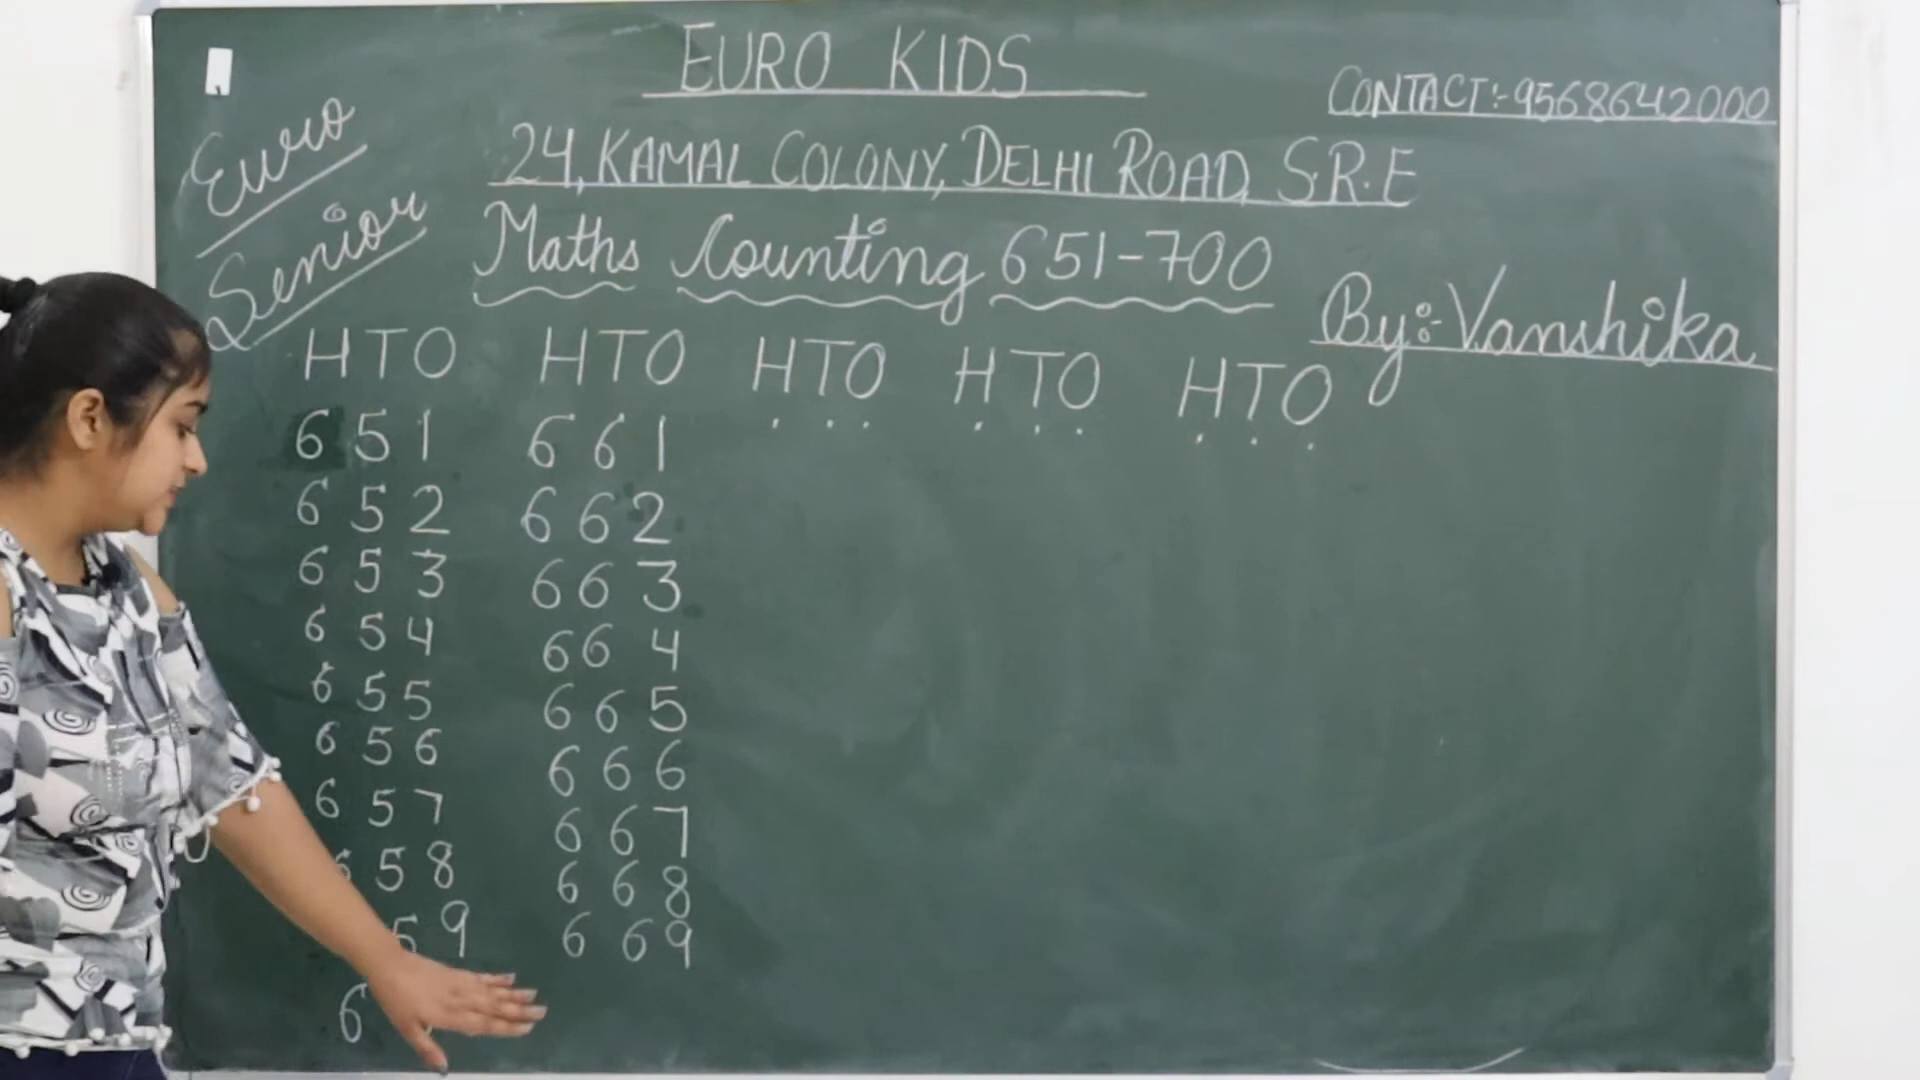 EURO KIDS
CONTACT:-9568642000
24, KAMAL COLONY, DELHI ROAD, S.R.E
Euro
Senior
Maths Counting 651-700
By:-Vanshika
HTO HTO HTO HTO HTO
651 661
652 662
653 663
654 664
655 665
656 666
657 667
658 668
59 669
6